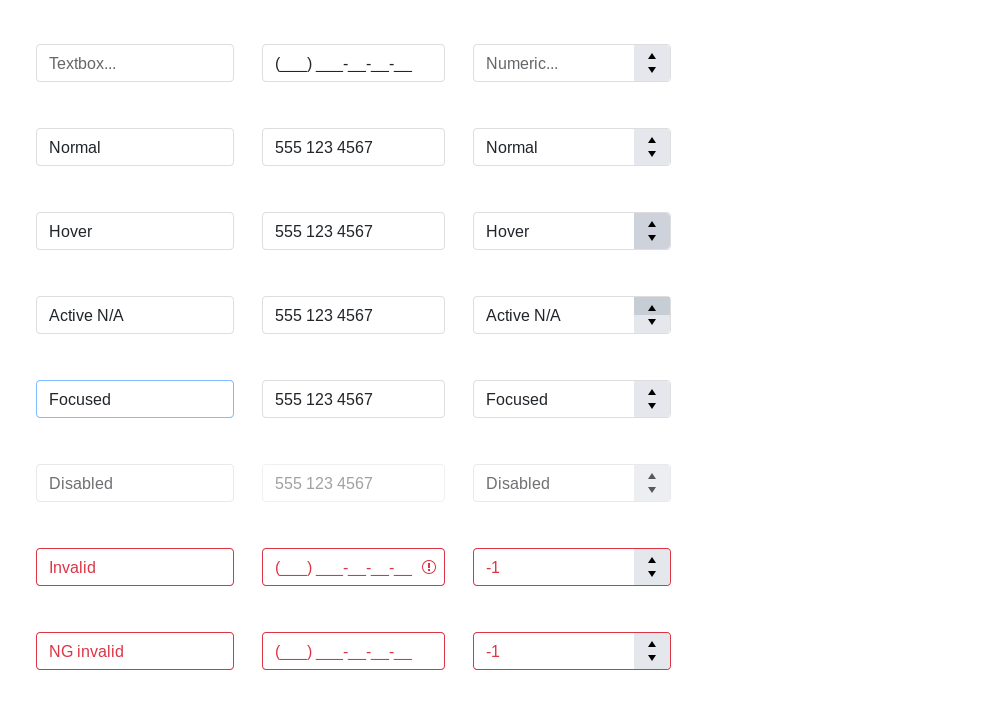 Textbox... (___) ___-__-__-__ Numeric...
Normal 555 123 4567 Normal
Hover 555 123 4567 Hover
Active N/A 555 123 4567 Active N/A
Focused 555 123 4567 Focused
Disabled 555 123 4567 Disabled
Invalid (___) ___-__-__-__ -1
NG invalid (___) ___-__-__-__ -1